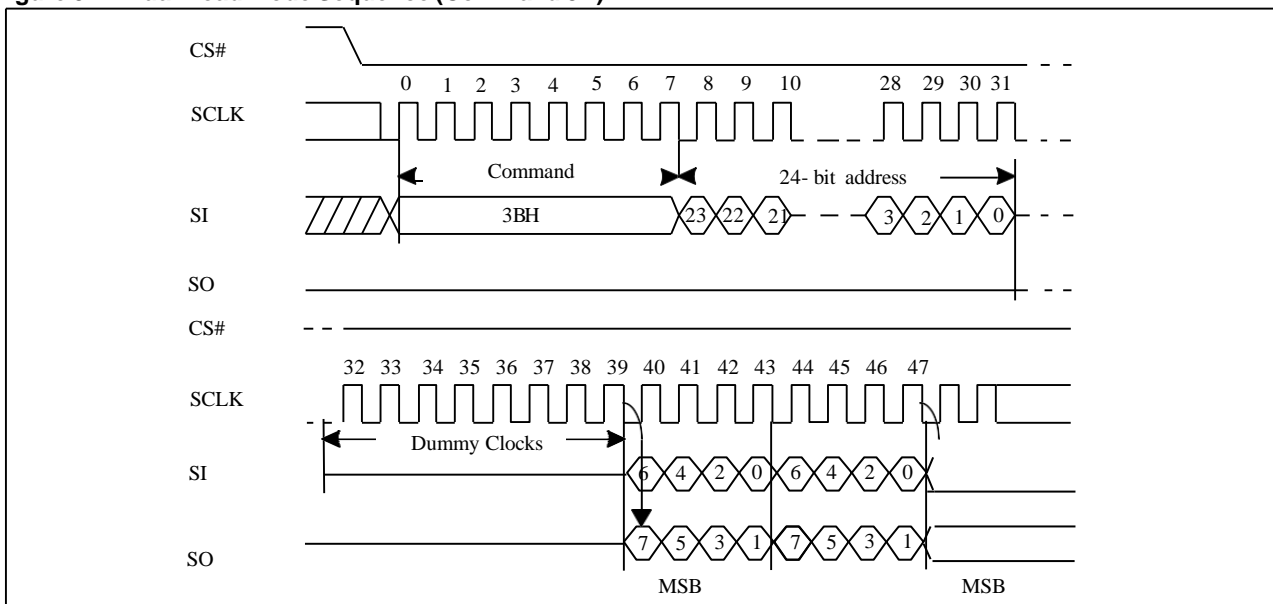 CS#
0 1 2 3 4 5 6 7 8 9 10 28 29 30 31
SCLK
Command 24- bit address
SI 3BH 23 22 21 3 2 1 0
SO
CS#
32 33 34 35 36 37 38 39 40 41 42 43 44 45 46 47
SCLK
Dummy Clocks
SI 6 4 2 0 6 4 2 0
SO 7 5 3 1 7 5 3 1
MSB MSB